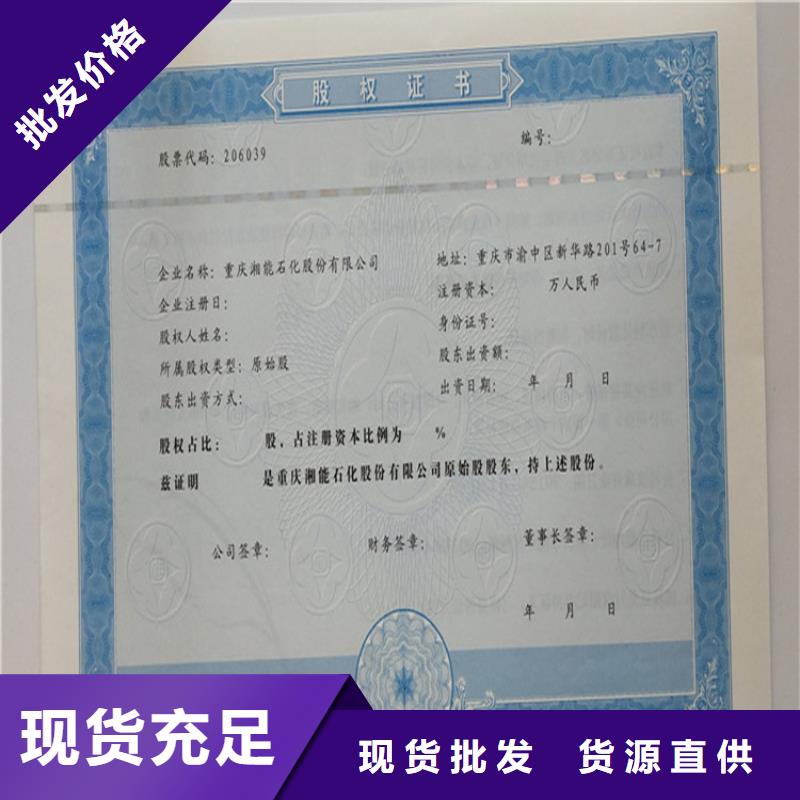 批发价格
股权证书
编号:
股票代码: 206039
企业名称: 重庆湘能石化股份有限公司
地址: 重庆市渝中区新华路201号64-7
企业注册日:
注册资本: 万人民币
股权人姓名:
身份证号:
所属股权类型: 原始股
股东出资额:
股东出资方式:
出资日期: 年 月 日
股权占比: 股, 占注册资本比例为 %
兹证明 是重庆湘能石化股份有限公司原始股股东, 持上述股份。
公司签章:
财务签章:
董事长签章:
年 月 日
现货充足
现货批发 货源直供